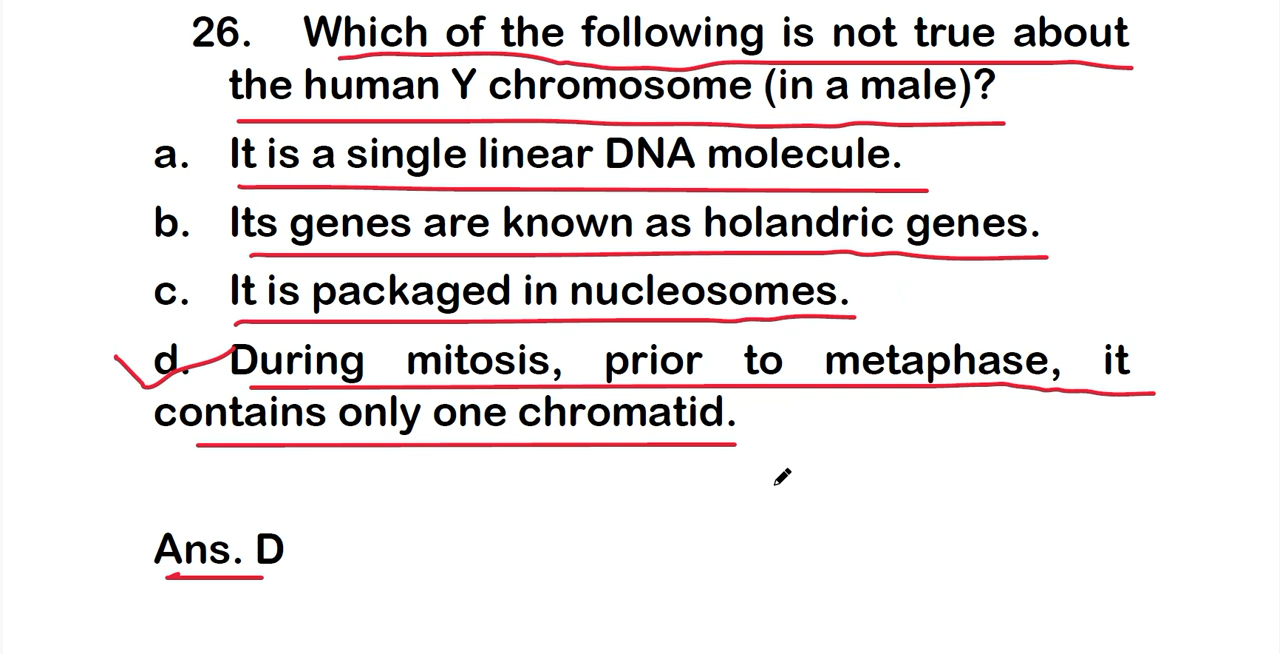 26. Which of the following is not true about
the human Y chromosome (in a male)?
a. It is a single linear DNA molecule.
b. Its genes are known as holandric genes.
c. It is packaged in nucleosomes.
d. During mitosis, prior to metaphase, it
contains only one chromatid.
Ans. D